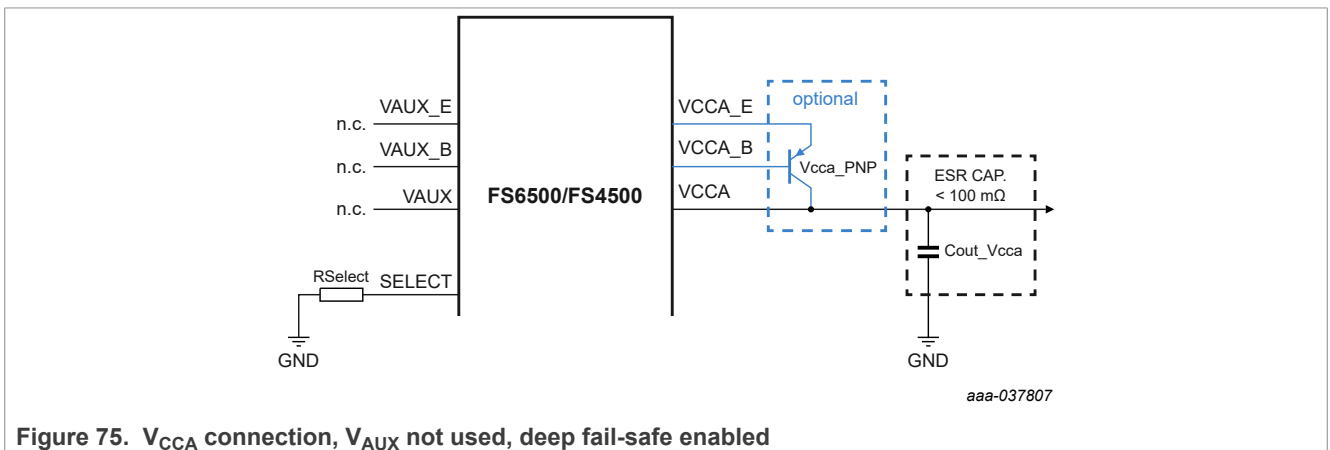 VAUX_E
n.c.
VAUX_B
n.c.
VAUX
n.c.
RSelect
SELECT
GND
FS6500/FS4500
VCCA_E
VCCA_B
VCCA
optional
Vcca_PNP
ESR CAP.
< 100 mΩ
Cout_Vcca
GND
aaa-037807
Figure 75. VCCA connection, VAUX not used, deep fail-safe enabled